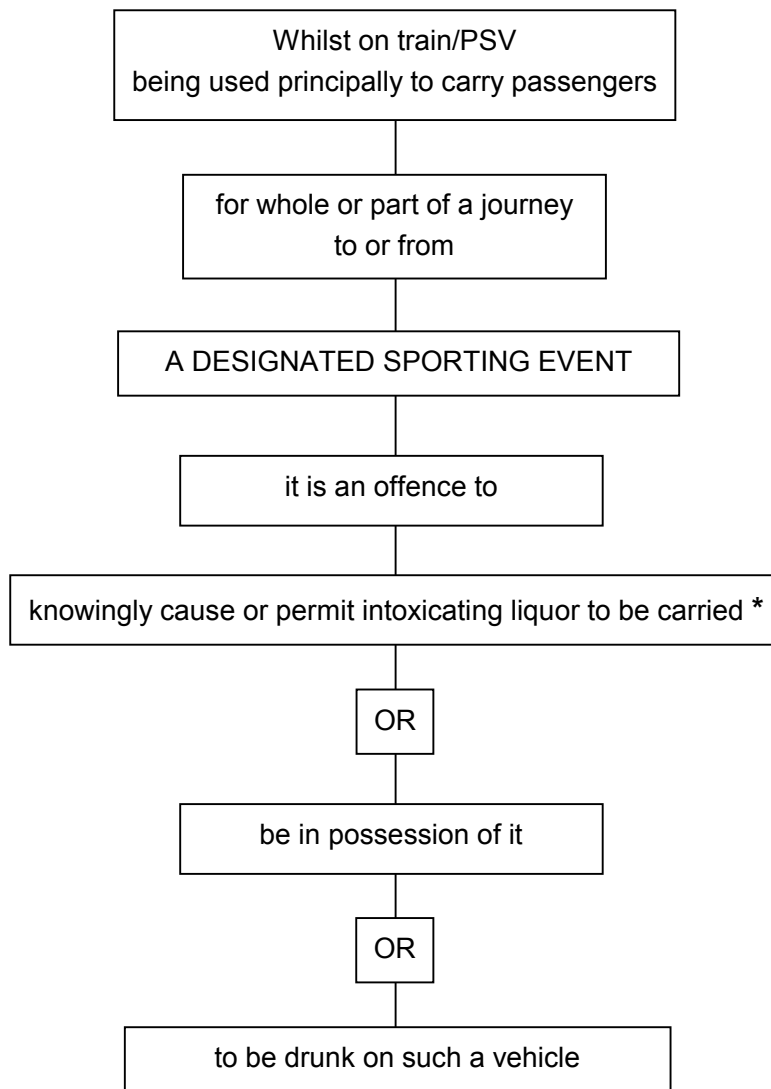 Whilst on train/PSV
being used principally to carry passengers
for whole or part of a journey
to or from
A DESIGNATED SPORTING EVENT
it is an offence to
knowingly cause or permit intoxicating liquor to be carried *
OR
be in possession of it
OR
to be drunk on such a vehicle